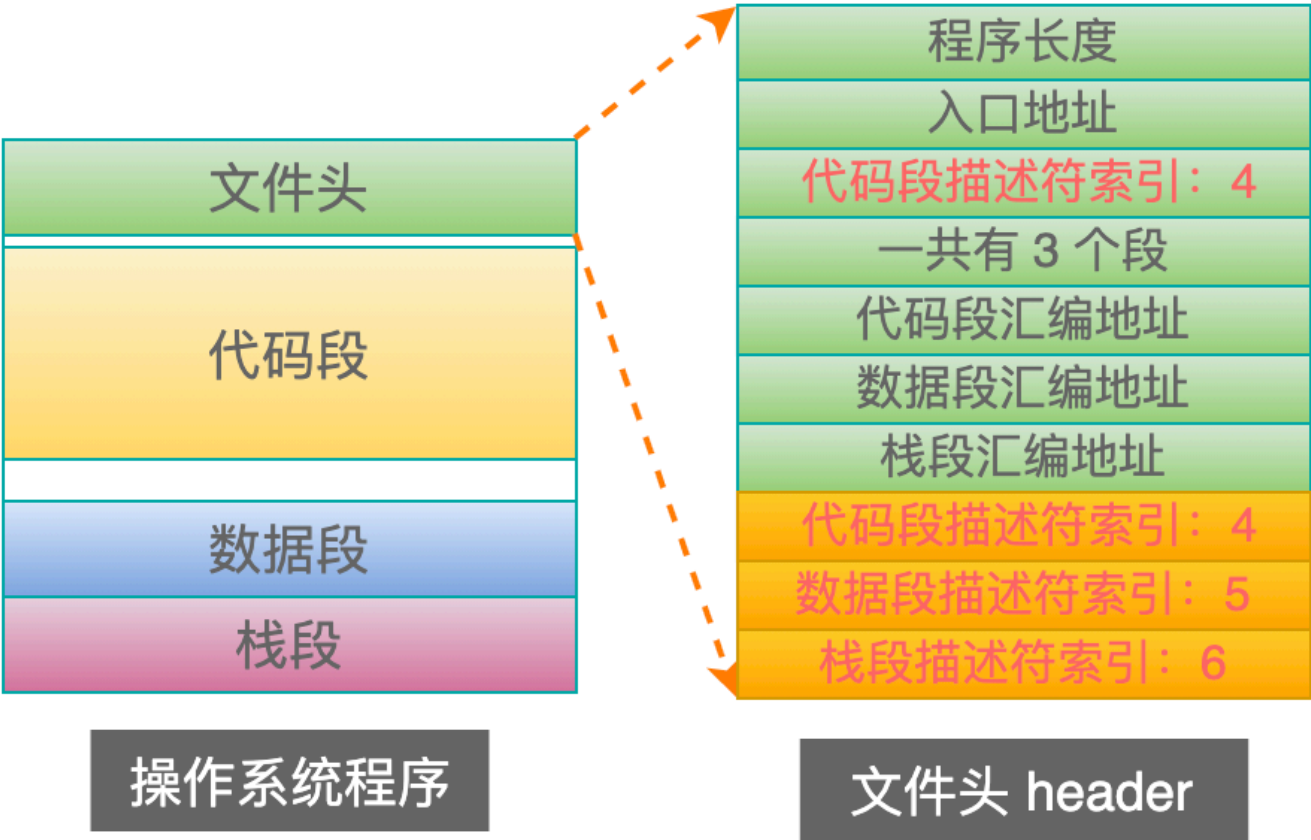 文件头
代码段
数据段
栈段
操作系统程序
程序长度
入口地址
代码段描述符索引：4
一共有 3 个段
代码段汇编地址
数据段汇编地址
栈段汇编地址
代码段描述符索引：4
数据段描述符索引：5
栈段描述符索引：6
文件头 header